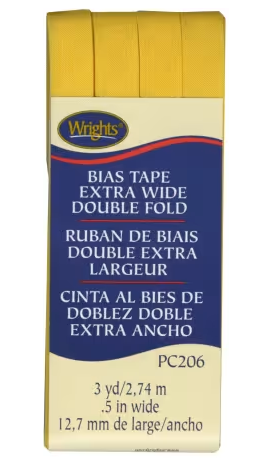 Wrights®
BIAS TAPE
EXTRA WIDE
DOUBLE FOLD
RUBAN DE BIAIS
DOUBLE EXTRA
LARGEUR
CINTA AL BIES DE
DOBLEZ DOBLE
EXTRA ANCHO
PC206
3 yd/2,74 m
.5 in wide
12,7 mm de large/ancho